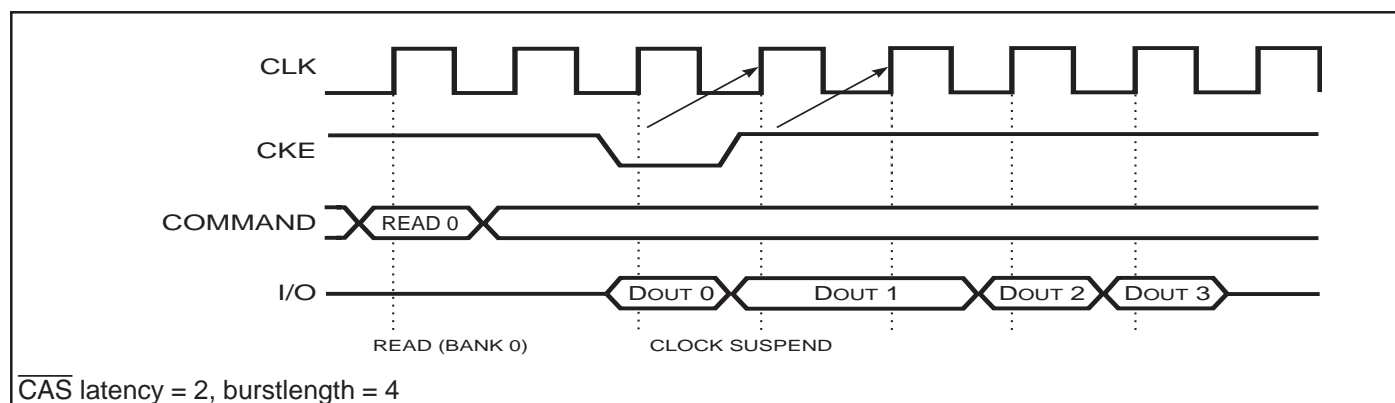 CLK
CKE
COMMAND READ 0
I/O DOUT 0 DOUT 1 DOUT 2 DOUT 3
READ (BANK 0) CLOCK SUSPEND
CAS latency = 2, burstlength = 4